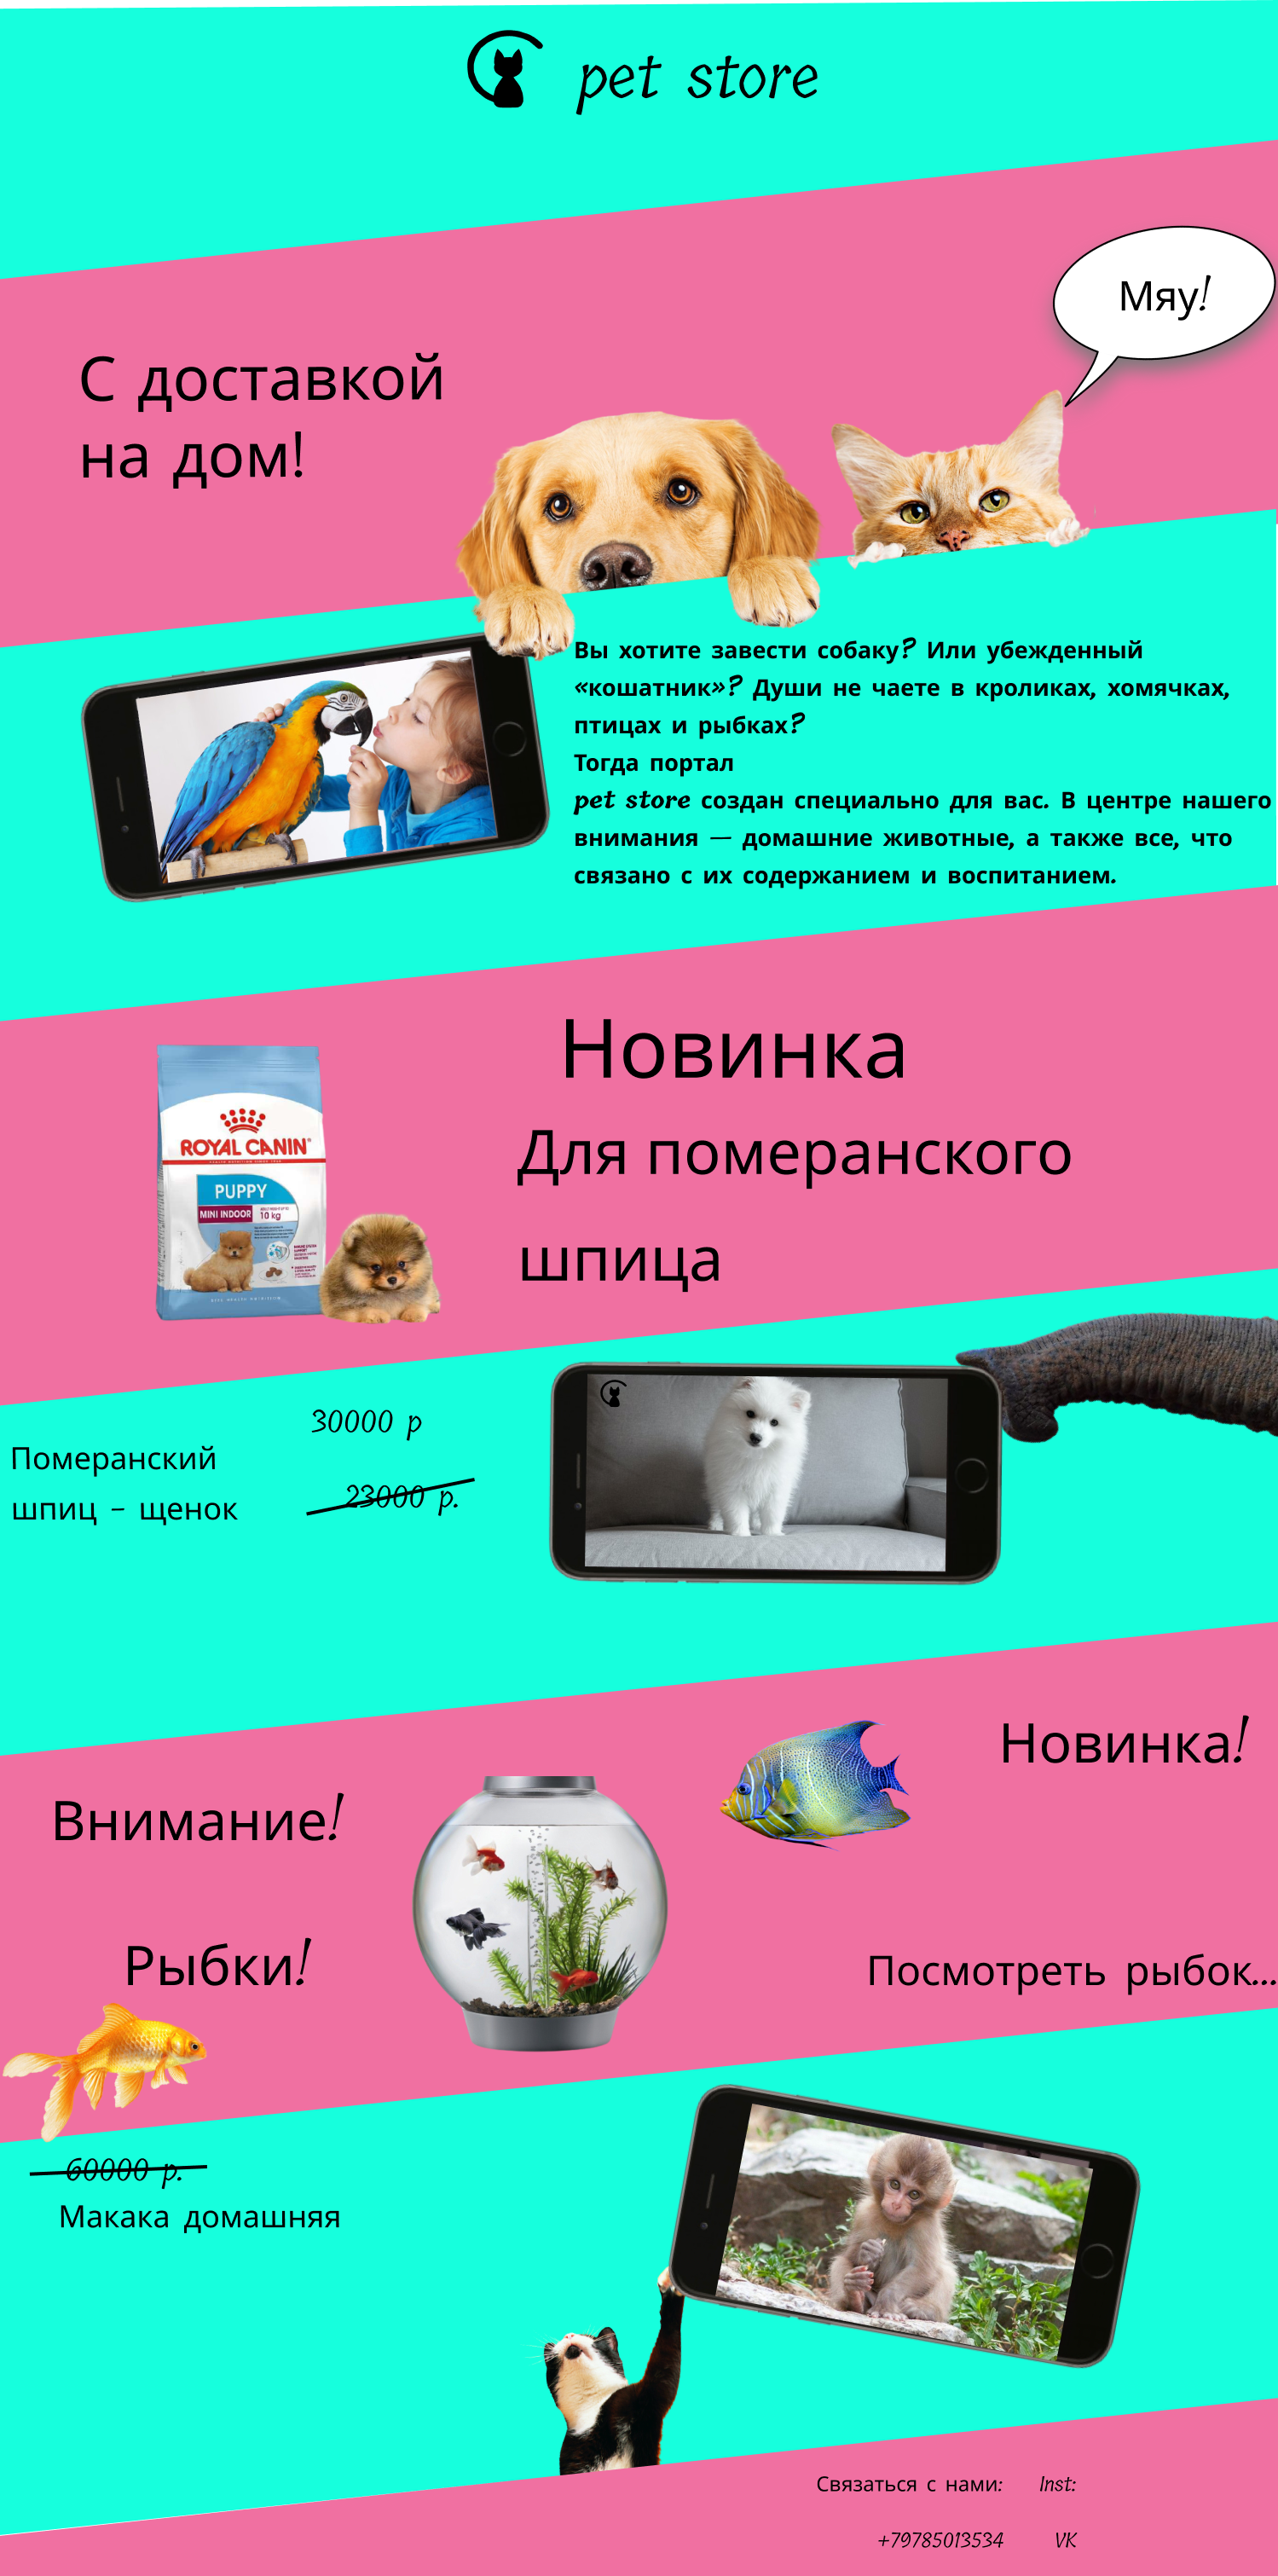 pet store
Мяу!
С доставкой
на дом!
Вы хотите завести собаку? Или убежденный
«кошатник»? Души не чаете в кроликах, хомячках,
птицах и рыбках?
Тогда портал
pet store создан специально для вас. В центре нашего
внимания — домашние животные, а также все, что
связано с их содержанием и воспитанием.
Новинка
Для померанского
шпица
ROYAL CANIN
PUPPY
MINI INDOOR
10 kg
30000 р
Померанский
шпиц - щенок
23000 р.
Новинка!
Внимание!
Рыбки!
Посмотреть рыбок...
60000 р.
Макака домашняя
Связаться с нами: Inst:
+79785013534 VK